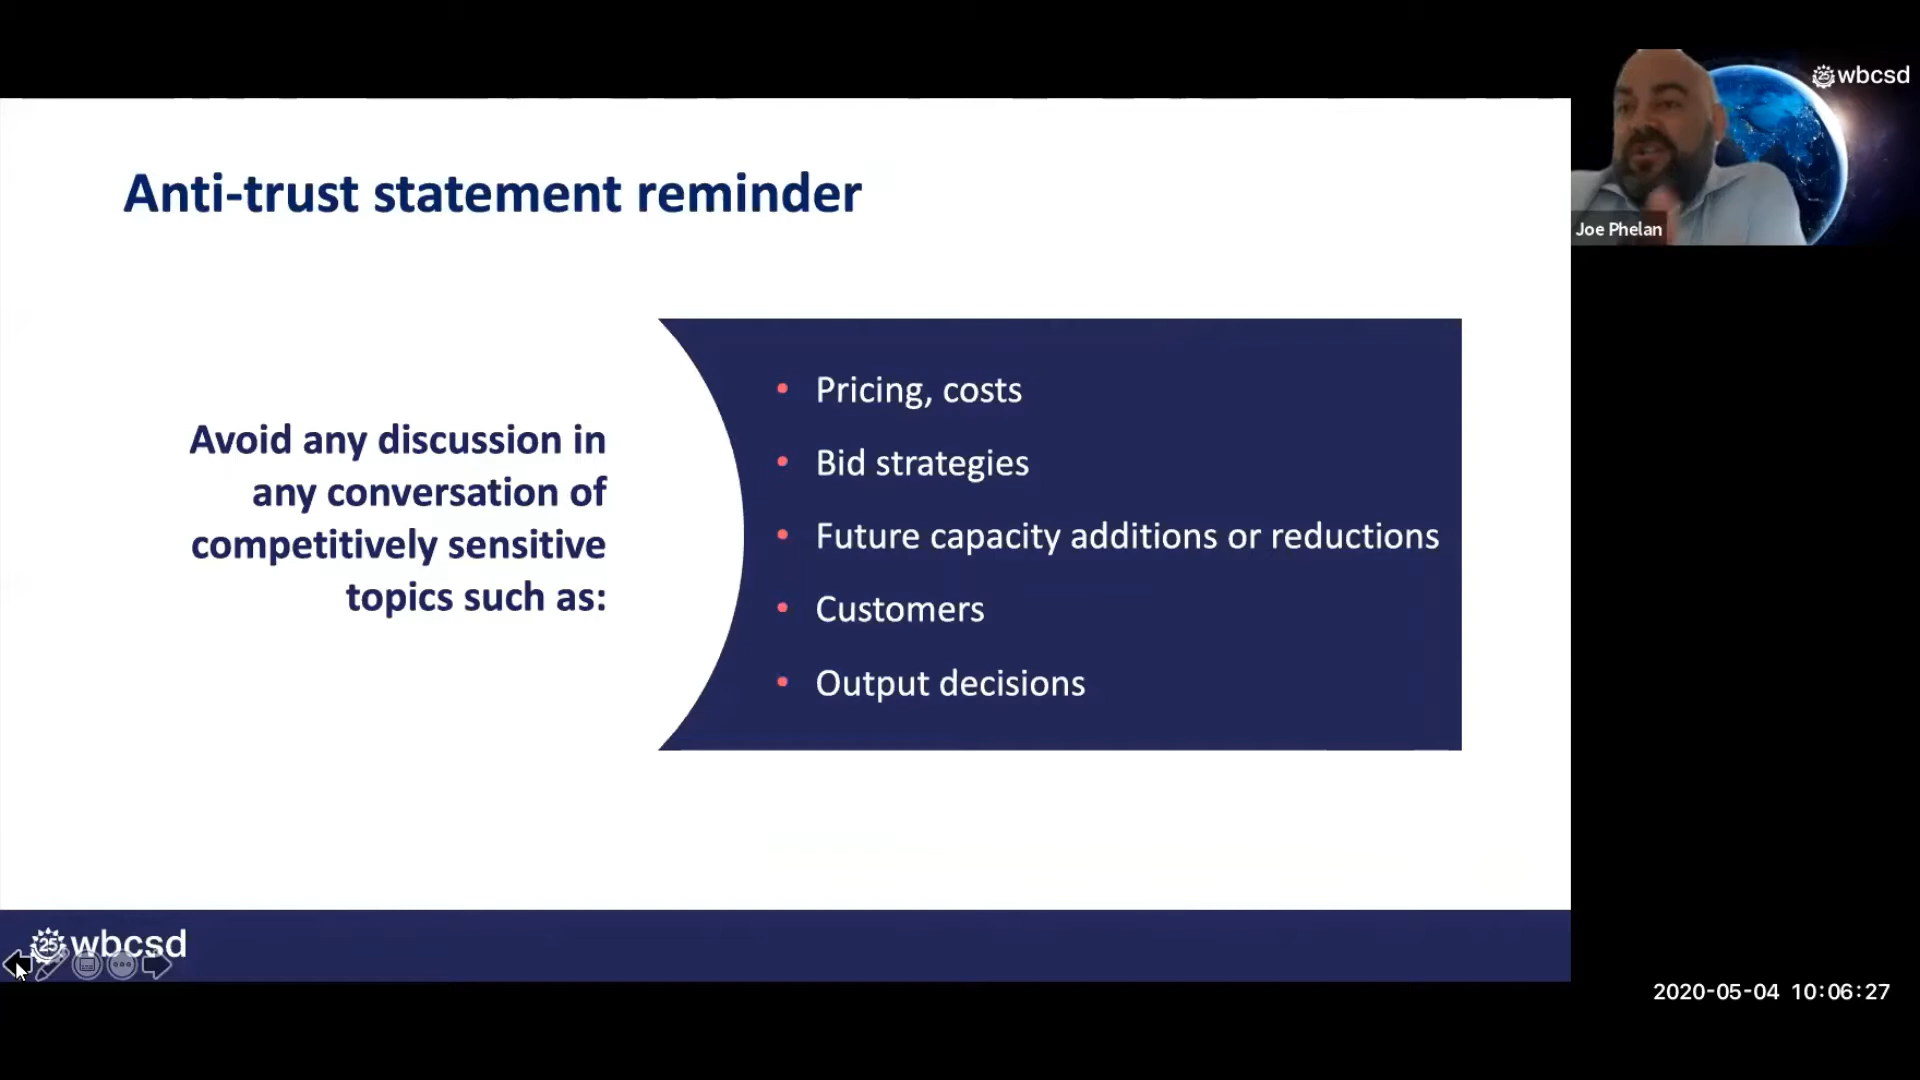 Anti-trust statement reminder
Avoid any discussion in
any conversation of
competitively sensitive
topics such as:
• Pricing, costs
• Bid strategies
• Future capacity additions or reductions
• Customers
• Output decisions
25 wbcsd
25 wbcsd
Joe Phelan
2020-05-04 10:06:27